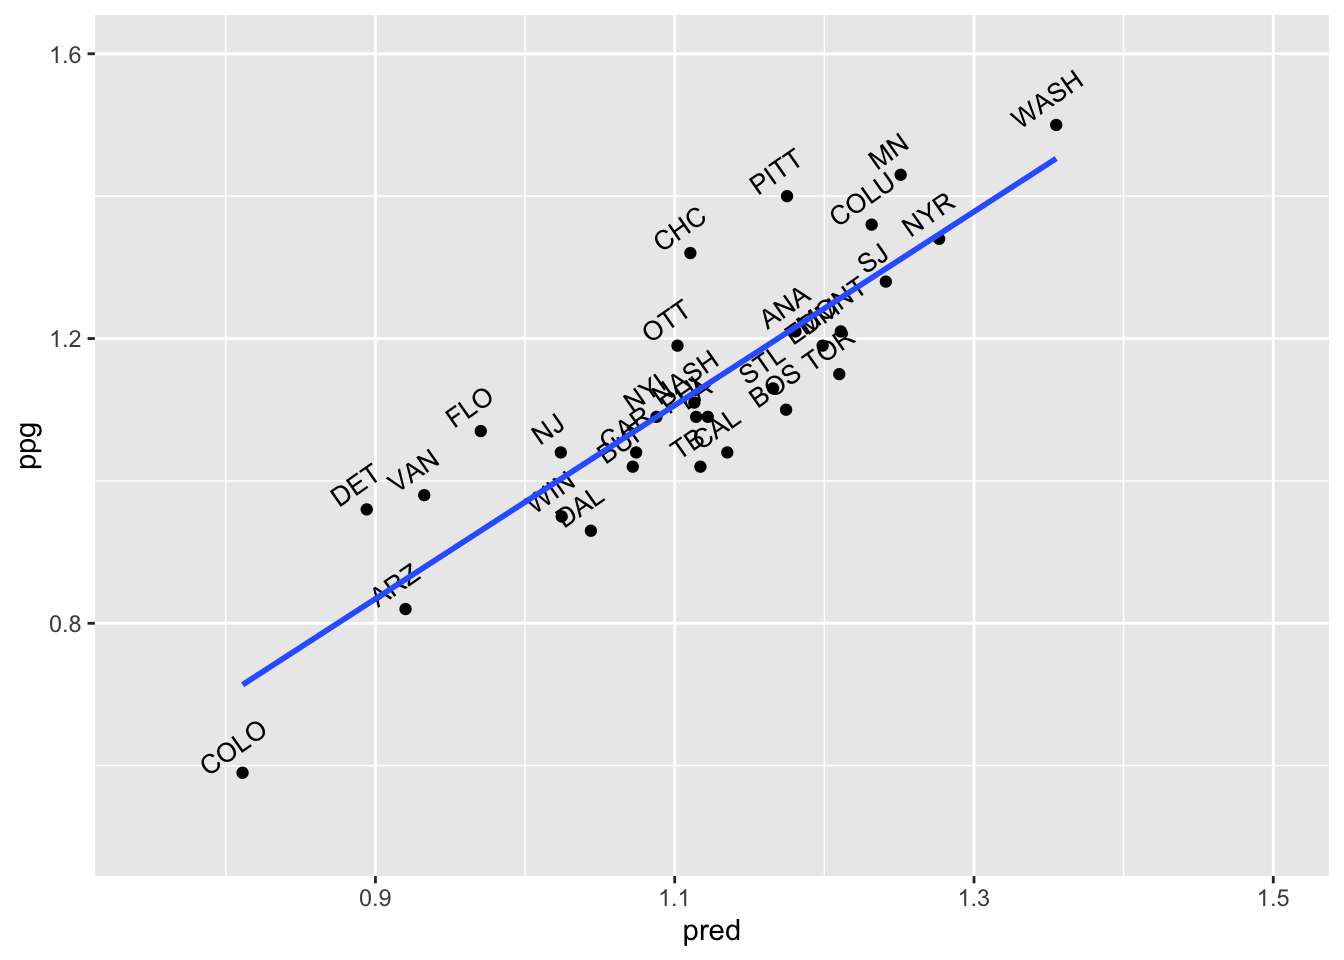 1.6
WASH
MN
PITT
COLU
NYR
CHC
SJ
MNT
ANA
OTT
1.2
TOR
STL
NASH
BOS
NYI
FLO
CAR
NJ
CAL
TB
VAN
DET
WIN
DAL
ARZ
0.8
COLO
ppg
0.9
1.1
1.3
1.5
pred